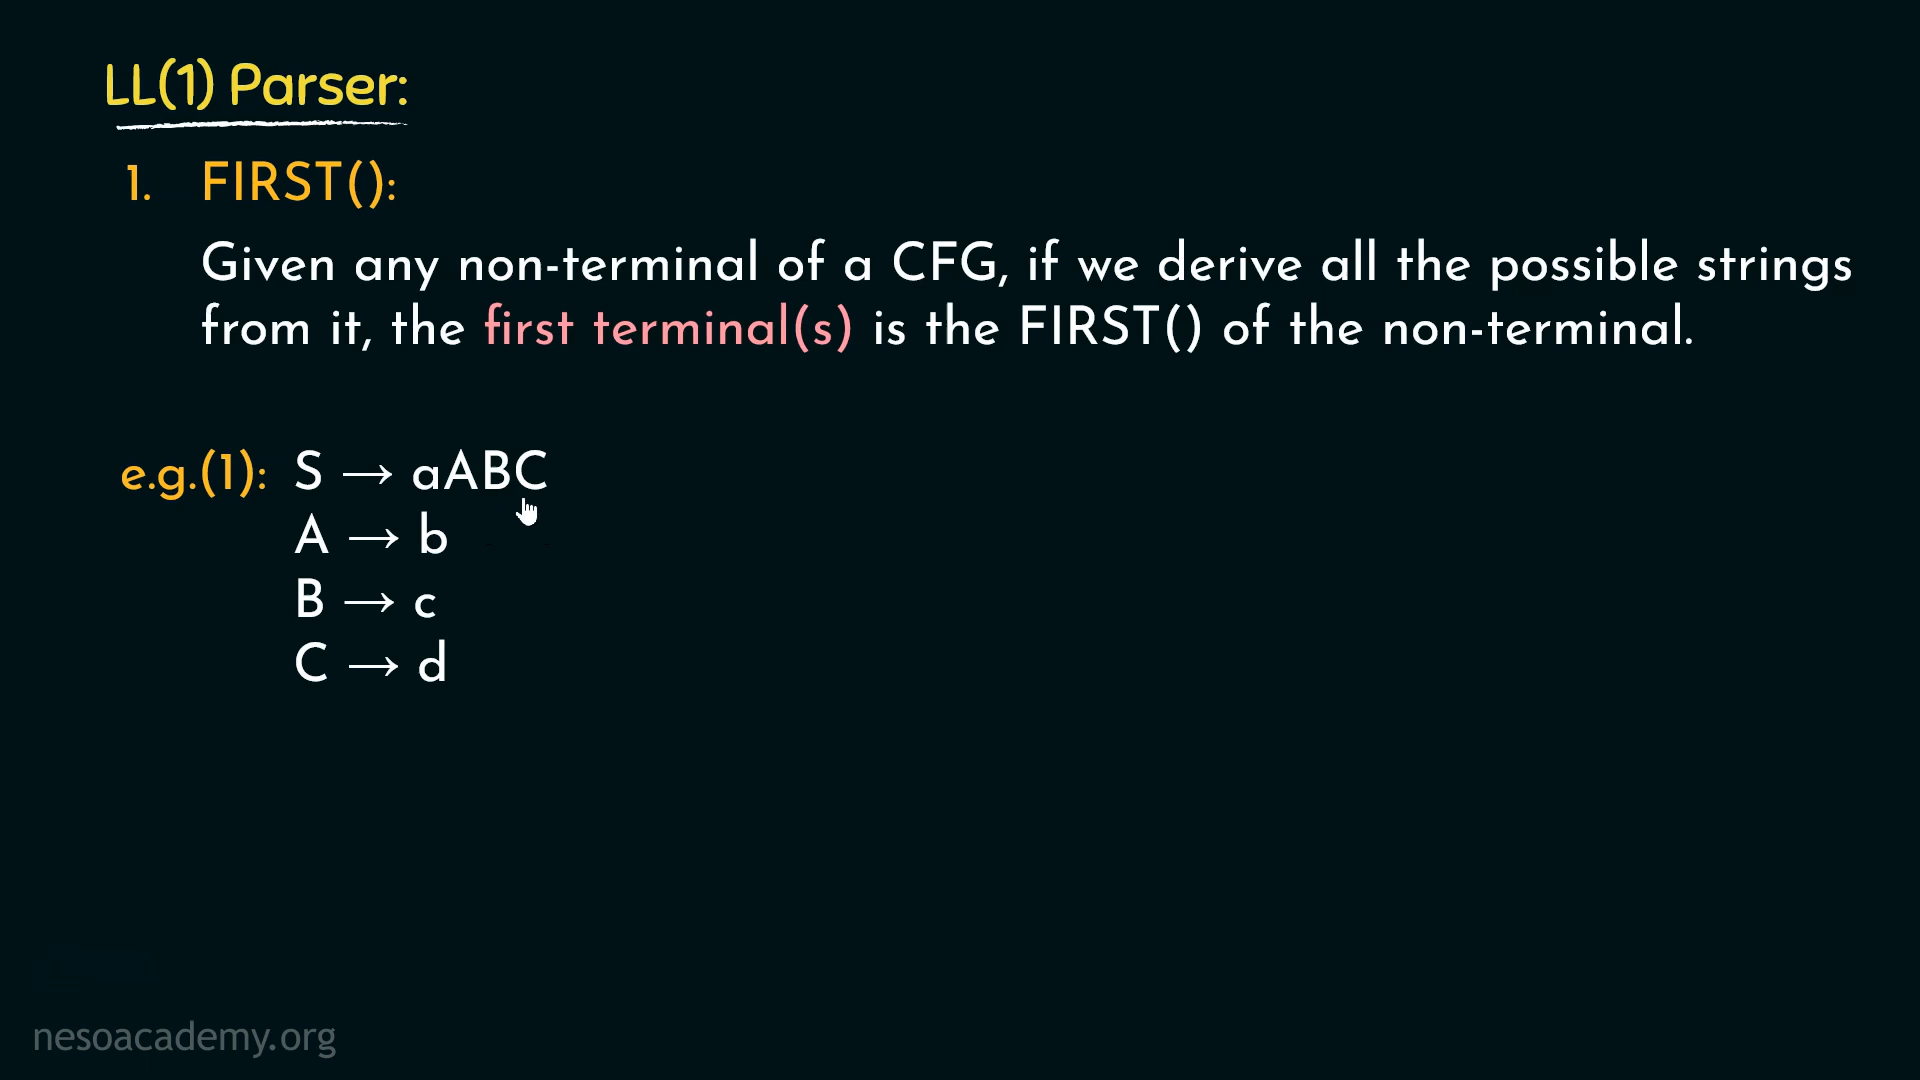 LL(1) Parser:
1. FIRST():
Given any non-terminal of a CFG, if we derive all the possible strings
from it, the first terminal(s) is the FIRST() of the non-terminal.
e.g.(1): S → aABC
A → b
B → c
C → d
nesoacademy.org